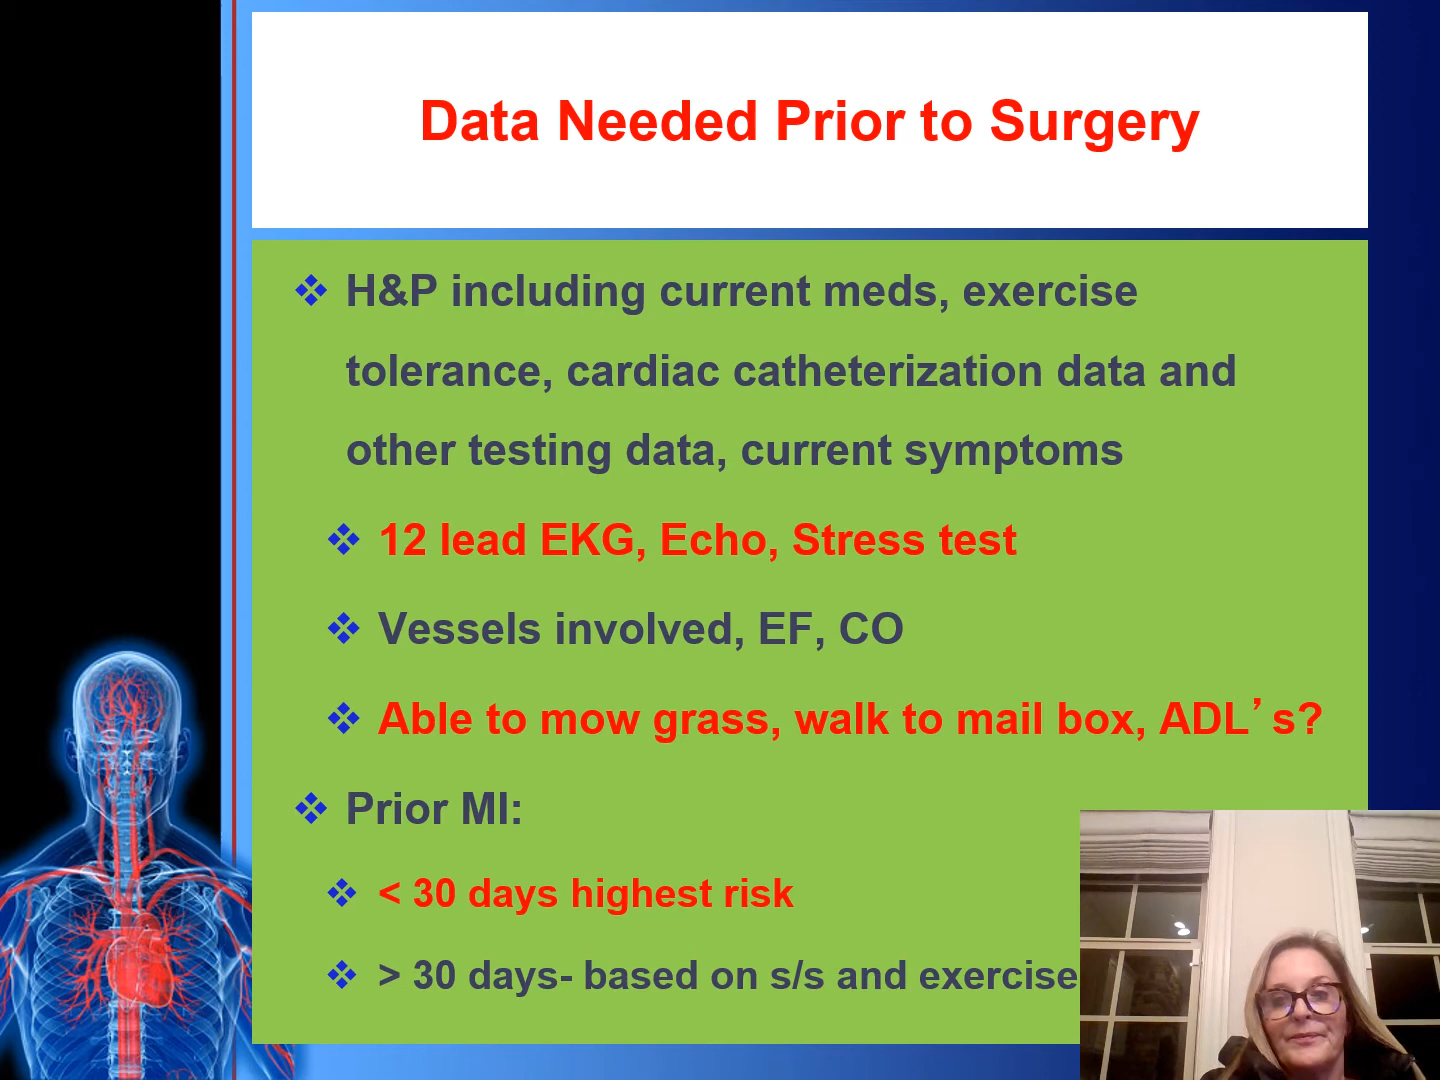 Data Needed Prior to Surgery
H&P including current meds, exercise
tolerance, cardiac catheterization data and
other testing data, current symptoms
12 lead EKG, Echo, Stress test
Vessels involved, EF, CO
Able to mow grass, walk to mail box, ADL’s?
Prior MI:
< 30 days highest risk
> 30 days- based on s/s and exercise